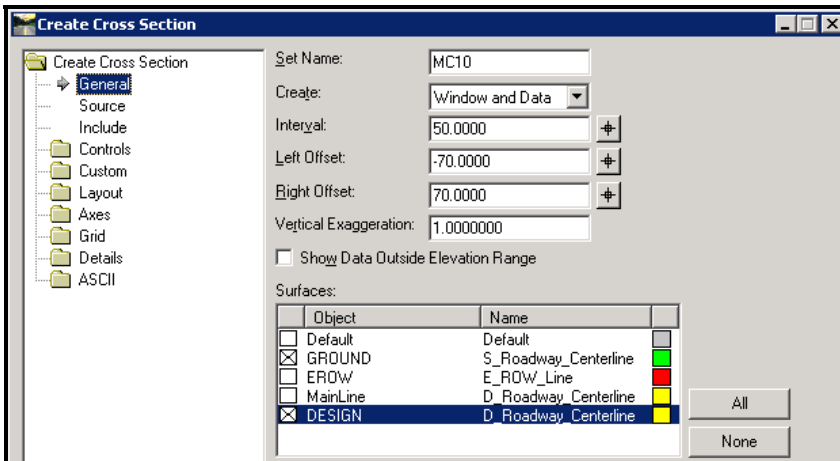 Create Cross Section
Create Cross Section
General
Source
Include
Controls
Custom
Layout
Axes
Grid
Details
ASCII
Set Name: MC10
Create: Window and Data
Interval: 50.0000
Left Offset: -70.0000
Right Offset: 70.0000
Vertical Exaggeration: 1.0000000
Show Data Outside Elevation Range
Surfaces:
Object Name
Default Default
GROUND S_Roadway_Centerline
EROW E_ROW_Line
MainLine D_Roadway_Centerline
DESIGN D_Roadway_Centerline
All
None